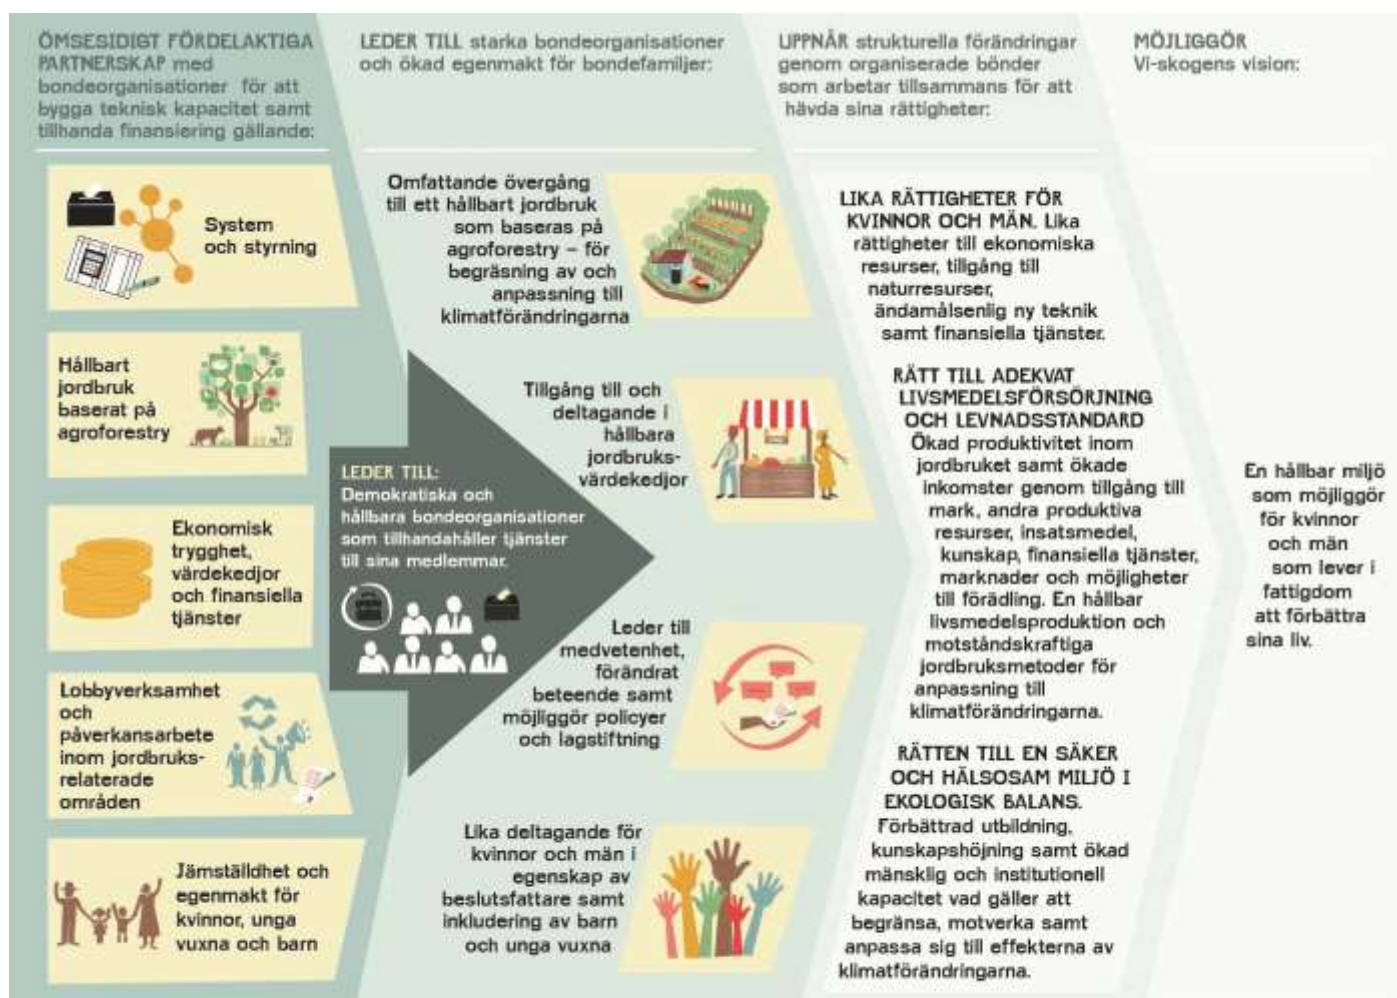 ÖMSESIDIGT FÖRDELAKTIGA
PARTNERSKAP med
bondeorganisationer för att
bygga teknisk kapacitet samt
tillhanda finansiering gällande:
System
och styrning
Hållbart
jordbruk
baserat på
agroforestry
Ekonomisk
trygghet,
värdekedjor
och finansiella
tjänster
Lobbyverksamhet
och
påverkansarbete
inom jordbruks-
relaterade
områden
Jämställdhet och
egenmakt för
kvinnor, unga
vuxna och barn
LEDER TILL:
Demokratiska och
hållbara bondeorganisationer
som tillhandahåller tjänster
till sina medlemmar.
LEDER TILL starka bondeorganisationer
och ökad egenmakt för bondefamiljer:
Omfattande övergång
till ett hållbart jordbruk
som baseras på
agroforestry – för
begräsning av och
anpassning till
klimatförändringarna
Tillgång till och
deltagande i
hållbara
jordbruks-
värdekedjor
Leder till
medvetenhet,
förändrat
beteende samt
möjliggör policyer
och lagstiftning
Lika deltagande för
kvinnor och män i
egenskap av
beslutsfattare samt
inkludering av barn
och unga vuxna
UPPNÅR strukturella förändringar
genom organiserade bönder
som arbetar tillsammans för att
hävda sina rättigheter:
LIKA RÄTTIGHETER FÖR
KVINNOR OCH MÄN. Lika
rättigheter till ekonomiska
resurser, tillgång till
naturresurser,
ändamålsenlig ny teknik
samt finansiella tjänster.
RÄTT TILL ADEKVAT
LIVSMEDELSFÖRSÖRJNING
OCH LEVNADSSTANDARD
Ökad produktivitet inom
jordbruket samt ökade
inkomster genom tillgång till
mark, andra produktiva
resurser, insatsmedel,
kunskap, finansiella tjänster,
marknader och möjligheter
till förädling. En hållbar
livsmedelsproduktion och
motståndskraftiga
jordbruksmetoder för
anpassning till
klimatförändringarna.
RÄTTEN TILL EN SÄKER
OCH HÄLSOSAM MILJÖ I
EKOLOGISK BALANS.
Förbättrad utbildning,
kunskapshöjning samt ökad
mänsklig och institutionell
kapacitet vad gäller att
begränsa, motverka samt
anpassa sig till effekterna av
klimatförändringarna.
MÖJLIGGÖR
Vi-skogens vision:
En hållbar miljö
som möjliggör
för kvinnor
och män
som lever i
fattigdom
att förbättra
sina liv.